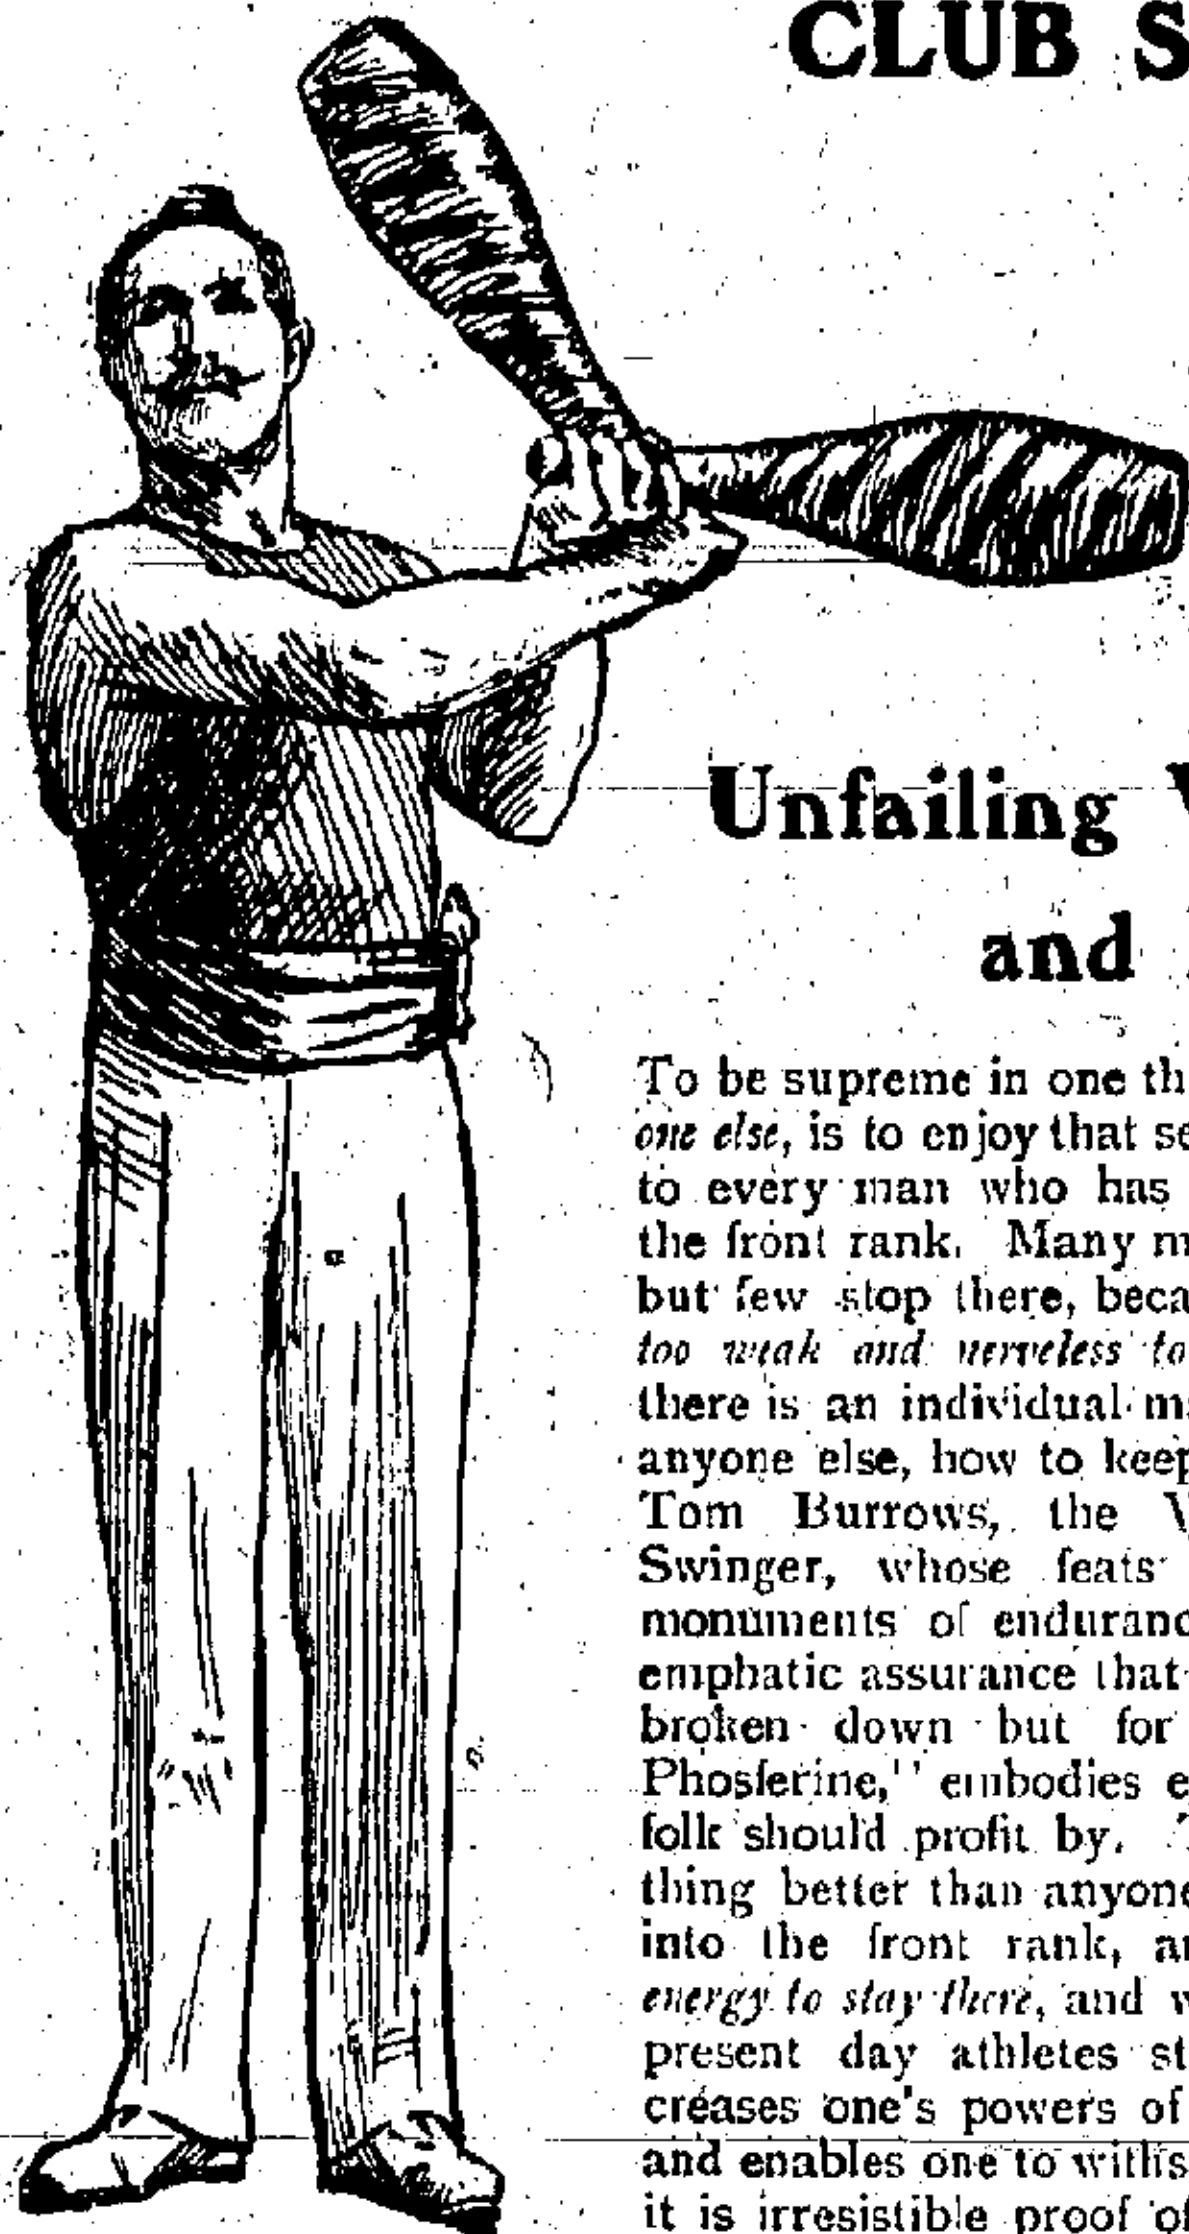 CLUB S
Unfailing
and
To be supreme in one th
one else, is to enjoy that se
to every man who has
the front rank. Many m
but few stop there, beca
too weak and nerveless to
there is an individual m
anyone else, how to keep
Tom Burrows, the
Swinger, whose feats
monuments of enduranc
emphatic assurance that
broken down but for
Phosferine," embodies e
folk should profit by.
thing better than anyone
into the front rank, a
energy to stay there, and w
present day athletes st
creases one's powers of
and enables one to withs
it is irresistible proof of